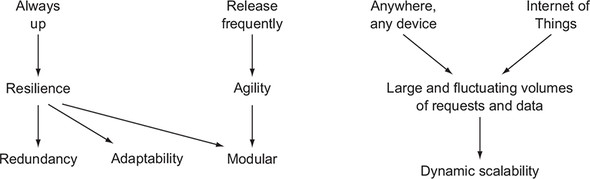 Always
up
Release
frequently
Anywhere,
any device
Internet of
Things
Resilience
Agility
Large and fluctuating volumes
of requests and data
Redundancy
Adaptability
Modular
Dynamic scalability